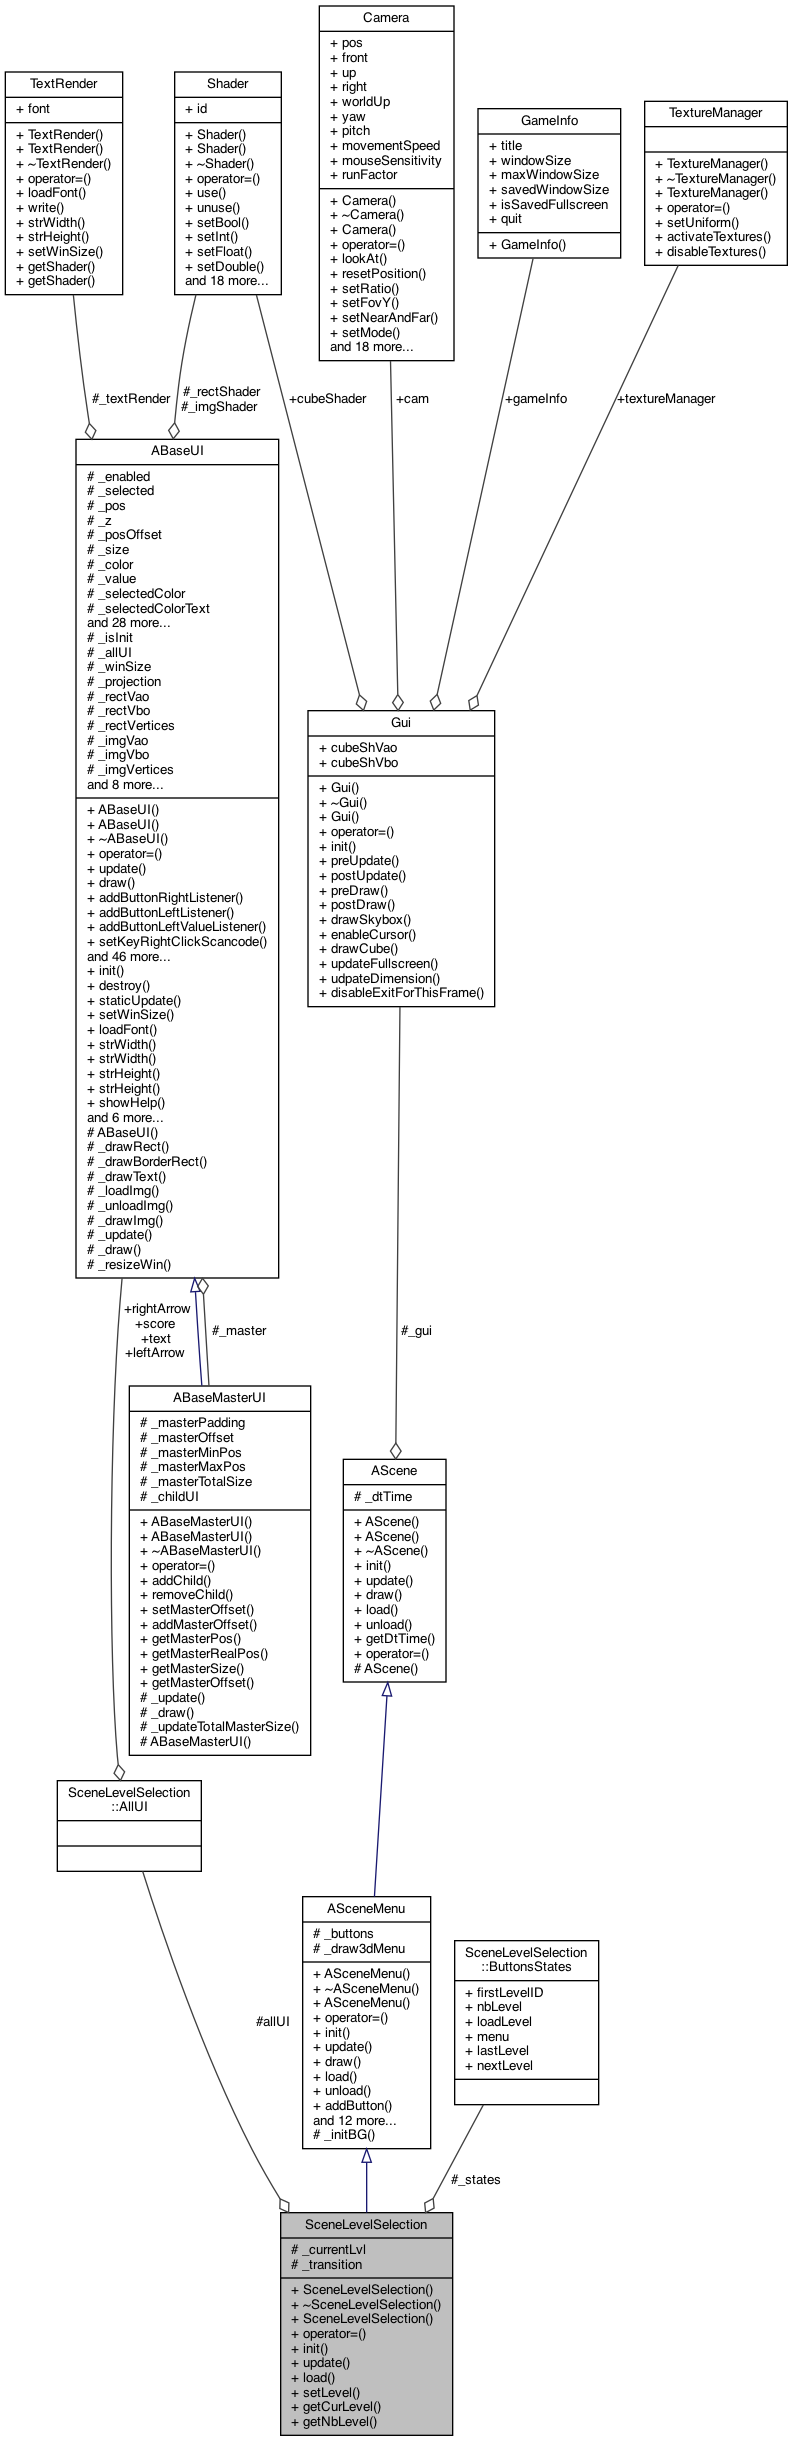 Camera
+ pos
+ front
+ up
+ right
+ worldUp
+ yaw
+ pitch
+ movementSpeed
+ mouseSensitivity
+ runFactor
+ Camera()
+ ~Camera()
+ Camera()
+ operator=()
+ lookAt()
+ resetPosition()
+ setRatio()
+ setFovY()
+ setNearAndFar()
+ setMode()
and 18 more...
TextRender
+ font
+ TextRender()
+ TextRender()
+ ~TextRender()
+ operator=()
+ loadFont()
+ write()
+ strWidth()
+ strHeight()
+ setWinSize()
+ getShader()
+ getShader()
Shader
+ id
+ Shader()
+ Shader()
+ ~Shader()
+ operator=()
+ use()
+ unuse()
+ setBool()
+ setInt()
+ setFloat()
+ setDouble()
and 18 more...
GameInfo
+ title
+ windowSize
+ maxWindowSize
+ savedWindowSize
+ isSavedFullscreen
+ quit
+ GameInfo()
TextureManager
+ TextureManager()
+ ~TextureManager()
+ TextureManager()
+ operator=()
+ setUniform()
+ activateTextures()
+ disableTextures()
#_textRender
#_rectShader
#_imgShader
+cubeShader
+cam
+gameInfo
+textureManager
ABaseUI
# _enabled
# _selected
# _pos
# _z
# _posOffset
# _size
# _color
# _value
# _selectedColor
# _selectedColorText
and 28 more...
# _isInit
# _allUI
# _winSize
# _projection
# _rectVao
# _rectVbo
# _rectVertices
# _imgVao
# _imgVbo
# _imgVertices
and 8 more...
+ ABaseUI()
+ ABaseUI()
+ ~ABaseUI()
+ operator=()
+ update()
+ draw()
+ addButtonRightListener()
+ addButtonLeftListener()
+ addButtonLeftValueListener()
+ setKeyRightClickScancode()
and 46 more...
+ init()
+ destroy()
+ staticUpdate()
+ setWinSize()
+ loadFont()
+ strWidth()
+ strWidth()
+ strHeight()
+ strHeight()
+ showHelp()
and 6 more...
# ABaseUI()
# _drawRect()
# _drawBorderRect()
# _drawText()
# _loadImg()
# _unloadImg()
# _drawImg()
# _update()
# _draw()
# _resizeWin()
Gui
+ cubeShVao
+ cubeShVbo
+ Gui()
+ ~Gui()
+ Gui()
+ operator=()
+ init()
+ preUpdate()
+ postUpdate()
+ preDraw()
+ postDraw()
+ drawSkybox()
+ enableCursor()
+ drawCube()
+ updateFullscreen()
+ udpateDimension()
+ disableExitForThisFrame()
+rightArrow
+score
+text
+leftArrow
#_master
#_gui
ABaseMasterUI
# _masterPadding
# _masterOffset
# _masterMinPos
# _masterMaxPos
# _masterTotalSize
# _childUI
+ ABaseMasterUI()
+ ABaseMasterUI()
+ ~ABaseMasterUI()
+ operator=()
+ addChild()
+ removeChild()
+ setMasterOffset()
+ addMasterOffset()
+ getMasterPos()
+ getMasterRealPos()
+ getMasterSize()
+ getMasterOffset()
# _update()
# _draw()
# _updateTotalMasterSize()
# ABaseMasterUI()
AScene
# _dtTime
+ AScene()
+ AScene()
+ ~AScene()
+ init()
+ update()
+ draw()
+ load()
+ unload()
+ getDtTime()
+ operator=()
# AScene()
SceneLevelSelection
::AllUI
ASceneMenu
# _buttons
# _draw3dMenu
+ ASceneMenu()
+ ~ASceneMenu()
+ ASceneMenu()
+ operator=()
+ init()
+ update()
+ draw()
+ load()
+ unload()
+ addButton()
and 12 more...
# _initBG()
SceneLevelSelection
::ButtonsStates
+ firstLevelID
+ nbLevel
+ loadLevel
+ menu
+ lastLevel
+ nextLevel
#allUI
#_states
SceneLevelSelection
# _currentLvl
# _transition
+ SceneLevelSelection()
+ ~SceneLevelSelection()
+ SceneLevelSelection()
+ operator=()
+ init()
+ update()
+ load()
+ setLevel()
+ getCurLevel()
+ getNbLevel()